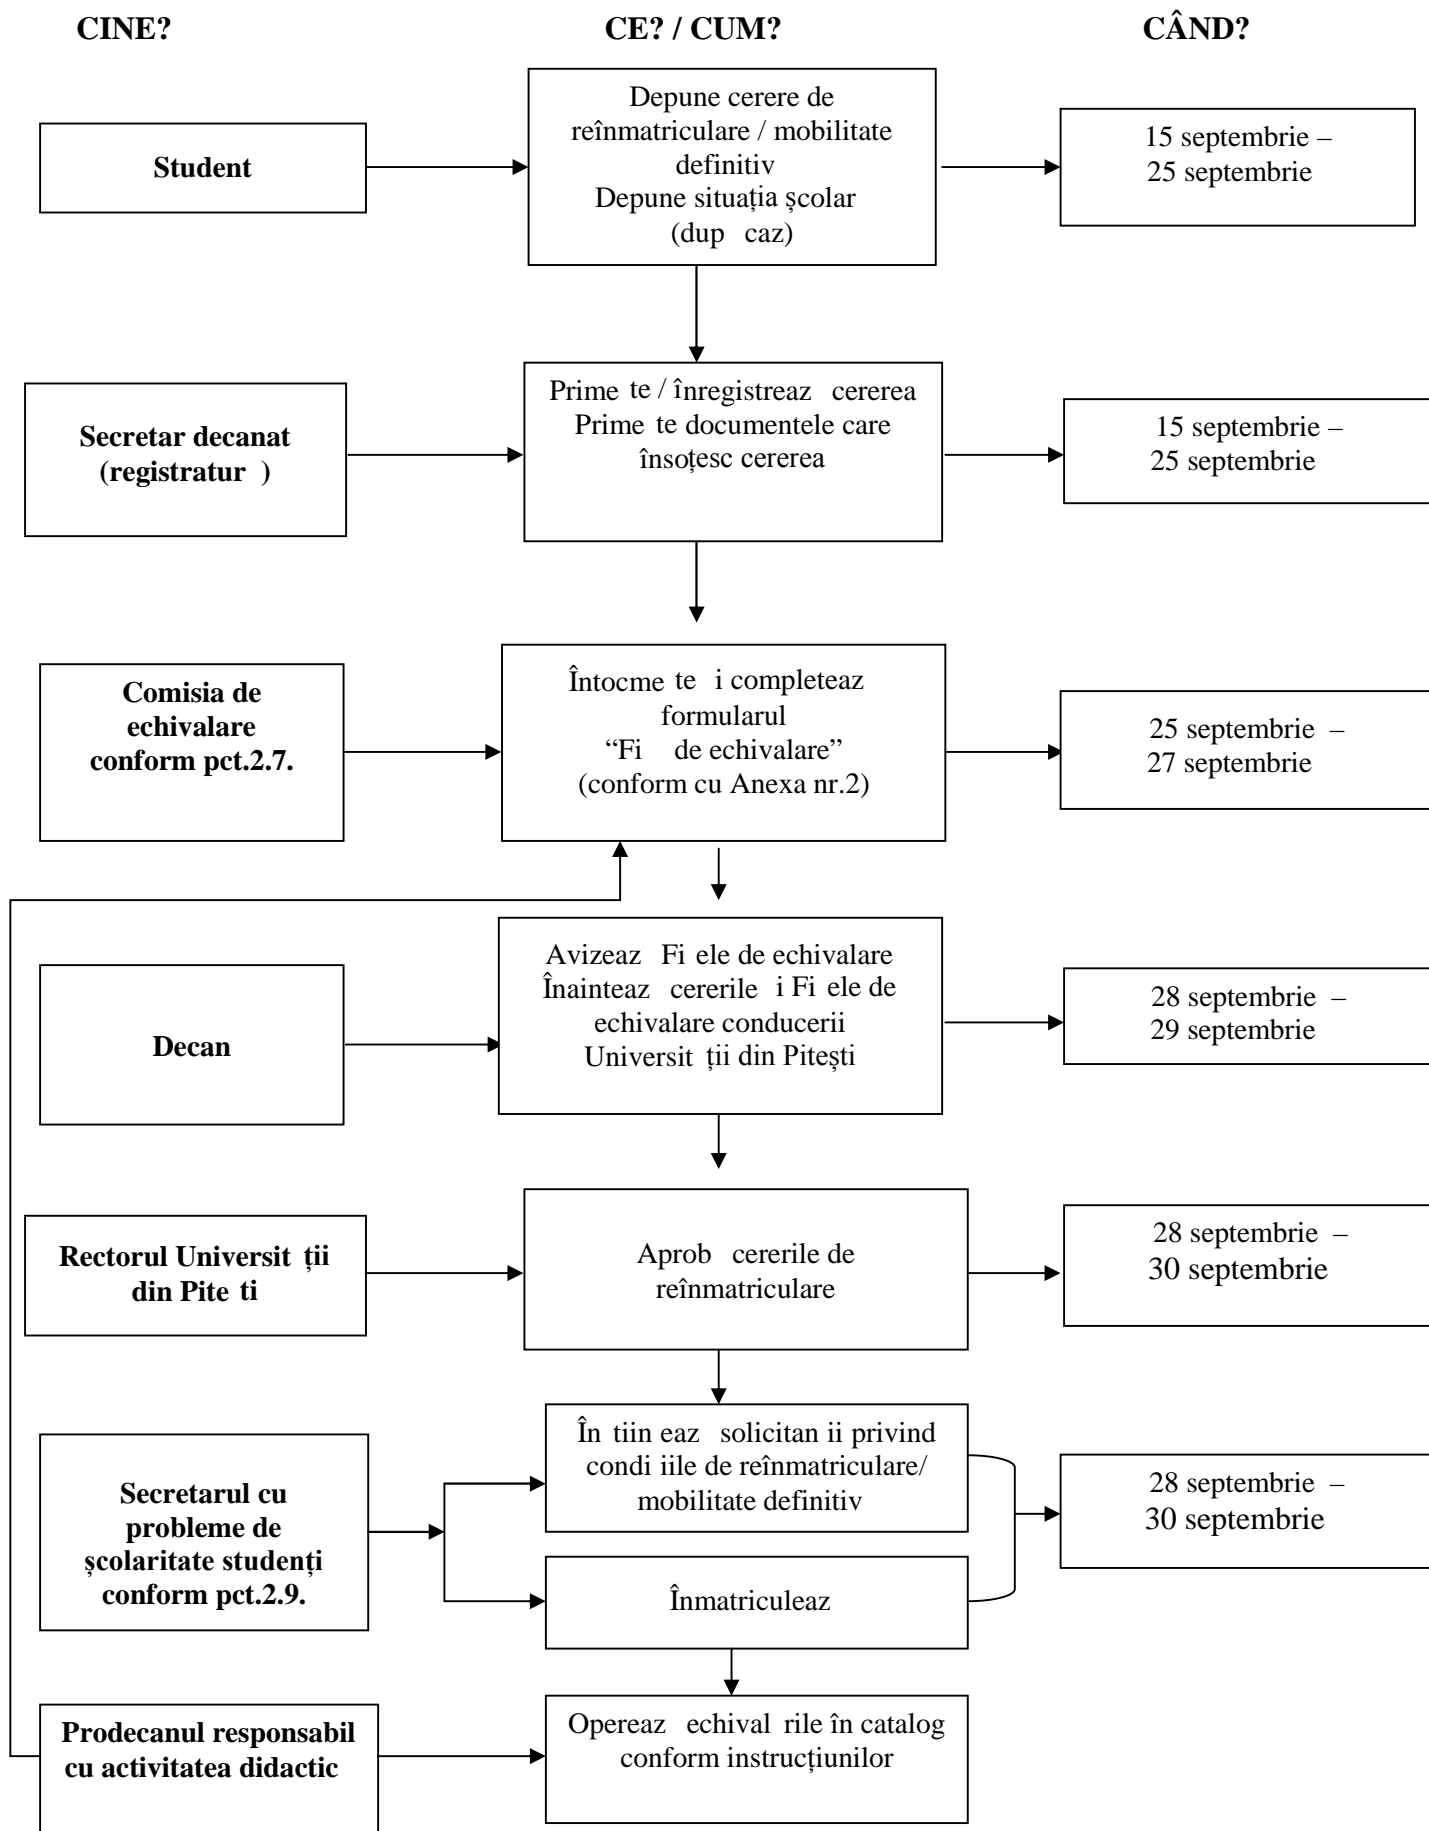 CINE?
CE? / CUM?
CÂND?
Student
Depune cerere de
reînmatriculare / mobilitate
definitiv
Depune situația școlar
(dup caz)
15 septembrie –
25 septembrie
Secretar decanat
(registratur )
Prime te / înregistreaz cererea
Prime te documentele care
însoțesc cererea
15 septembrie –
25 septembrie
Comisia de
echivalare
conform pct.2.7.
Întocme te i completeaz
formularul
“Fi de echivalare”
(conform cu Anexa nr.2)
25 septembrie –
27 septembrie
Decan
Avizeaz Fi ele de echivalare
Înainteaz cererile i Fi ele de
echivalare conducerii
Universit ții din Pitești
28 septembrie –
29 septembrie
Rectorul Universit ții
din Pite ti
Aprob cererile de
reînmatriculare
28 septembrie –
30 septembrie
Secretarul cu
probleme de
școlaritate studenți
conform pct.2.9.
În tiin eaz solicitan ii privind
condi iile de reînmatriculare/
mobilitate definitiv
Înmatriculeaz
28 septembrie –
30 septembrie
Prodecanul responsabil
cu activitatea didactic
Opereaz echival rile în catalog
conform instrucțiunilor